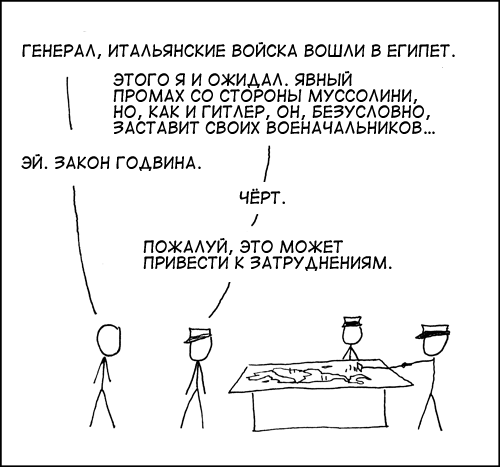 ГЕНЕРАЛ, ИТАЛЬЯНСКИЕ ВОЙСКА ВОШЛИ В ЕГИПЕТ.
ЭТОГО Я И ОЖИДАЛ. ЯВНЫЙ
ПРОМАХ СО СТОРОНЫ МУССОЛИНИ,
НО, КАК И ГИТЛЕР, ОН, БЕЗУСЛОВНО,
ЗАСТАВИТ СВОИХ ВОЕНАЧАЛЬНИКОВ...
ЭЙ. ЗАКОН ГОДВИНА.
ЧЁРТ.
ПОЖАЛУЙ, ЭТО МОЖЕТ
ПРИВЕСТИ К ЗАТРУДНЕНИЯМ.